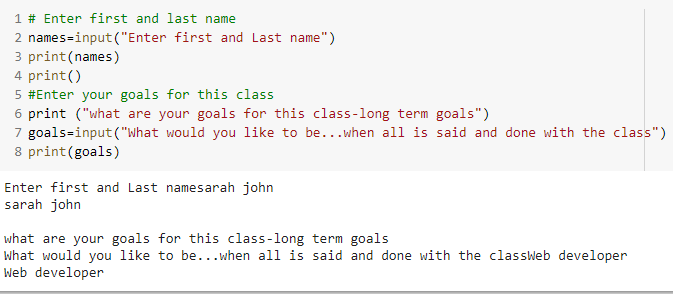 1 # Enter first and last name
2 names=input("Enter first and Last name")
3 print(names)
4 print()
5 #Enter your goals for this class
6 print ("what are your goals for this class-long term goals")
7 goals=input("What would you like to be...when all is said and done with the class")
8 print(goals)
Enter first and Last namesarah john
sarah john
what are your goals for this class-long term goals
What would you like to be...when all is said and done with the classWeb developer
Web developer